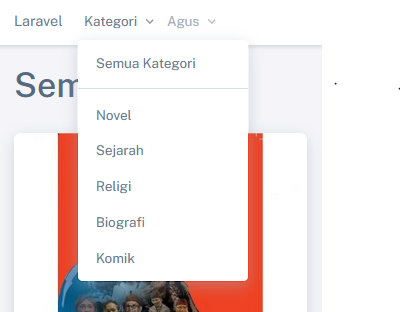 Laravel Kategori Agus
Semua Kategori
Sem
Novel
Sejarah
Religi
Biografi
Komik